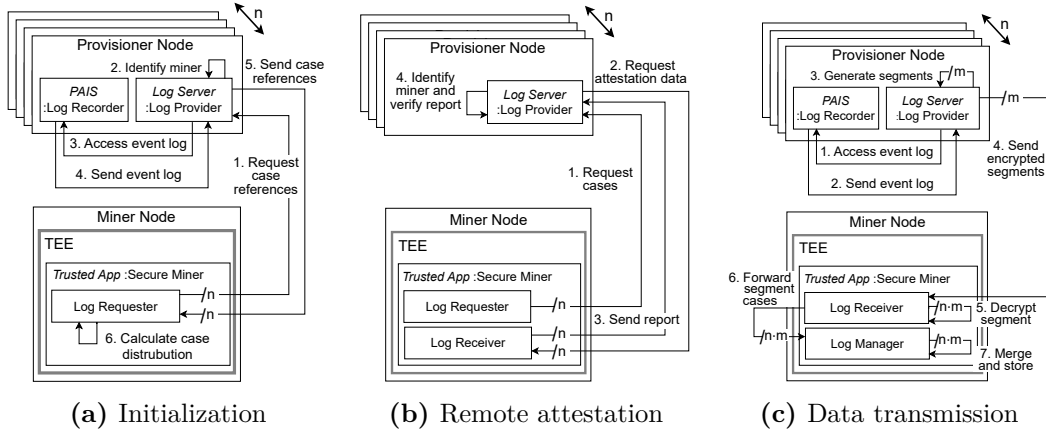 n
Provisioner Node
2. Identify miner
5. Send case
references
PAIS
:Log Recorder
Log Server
:Log Provider
3. Access event log
4. Send event log
1. Request
case
references
Miner Node
TEE
Trusted App :Secure Miner
Log Requester
/n
/n
6. Calculate case
distrubution
(a) Initialization
n
Provisioner Node
2. Request
attestation data
4. Identify
miner and
verify report
Log Server
:Log Provider
1. Request
cases
Miner Node
TEE
Trusted App :Secure Miner
Log Requester
/n
3. Send report
Log Receiver
/n
/n
(b) Remote attestation
n
Provisioner Node
3. Generate segments
/m
PAIS
:Log Recorder
Log Server
:Log Provider
/m
1. Access event log
2. Send event log
4. Send
encrypted
segments
Miner Node
TEE
Trusted App :Secure Miner
6. Forward
segment
cases
Log Receiver
/n·m
5. Decrypt
segment
/n·m
Log Manager
/n·m
7. Merge
and store
(c) Data transmission